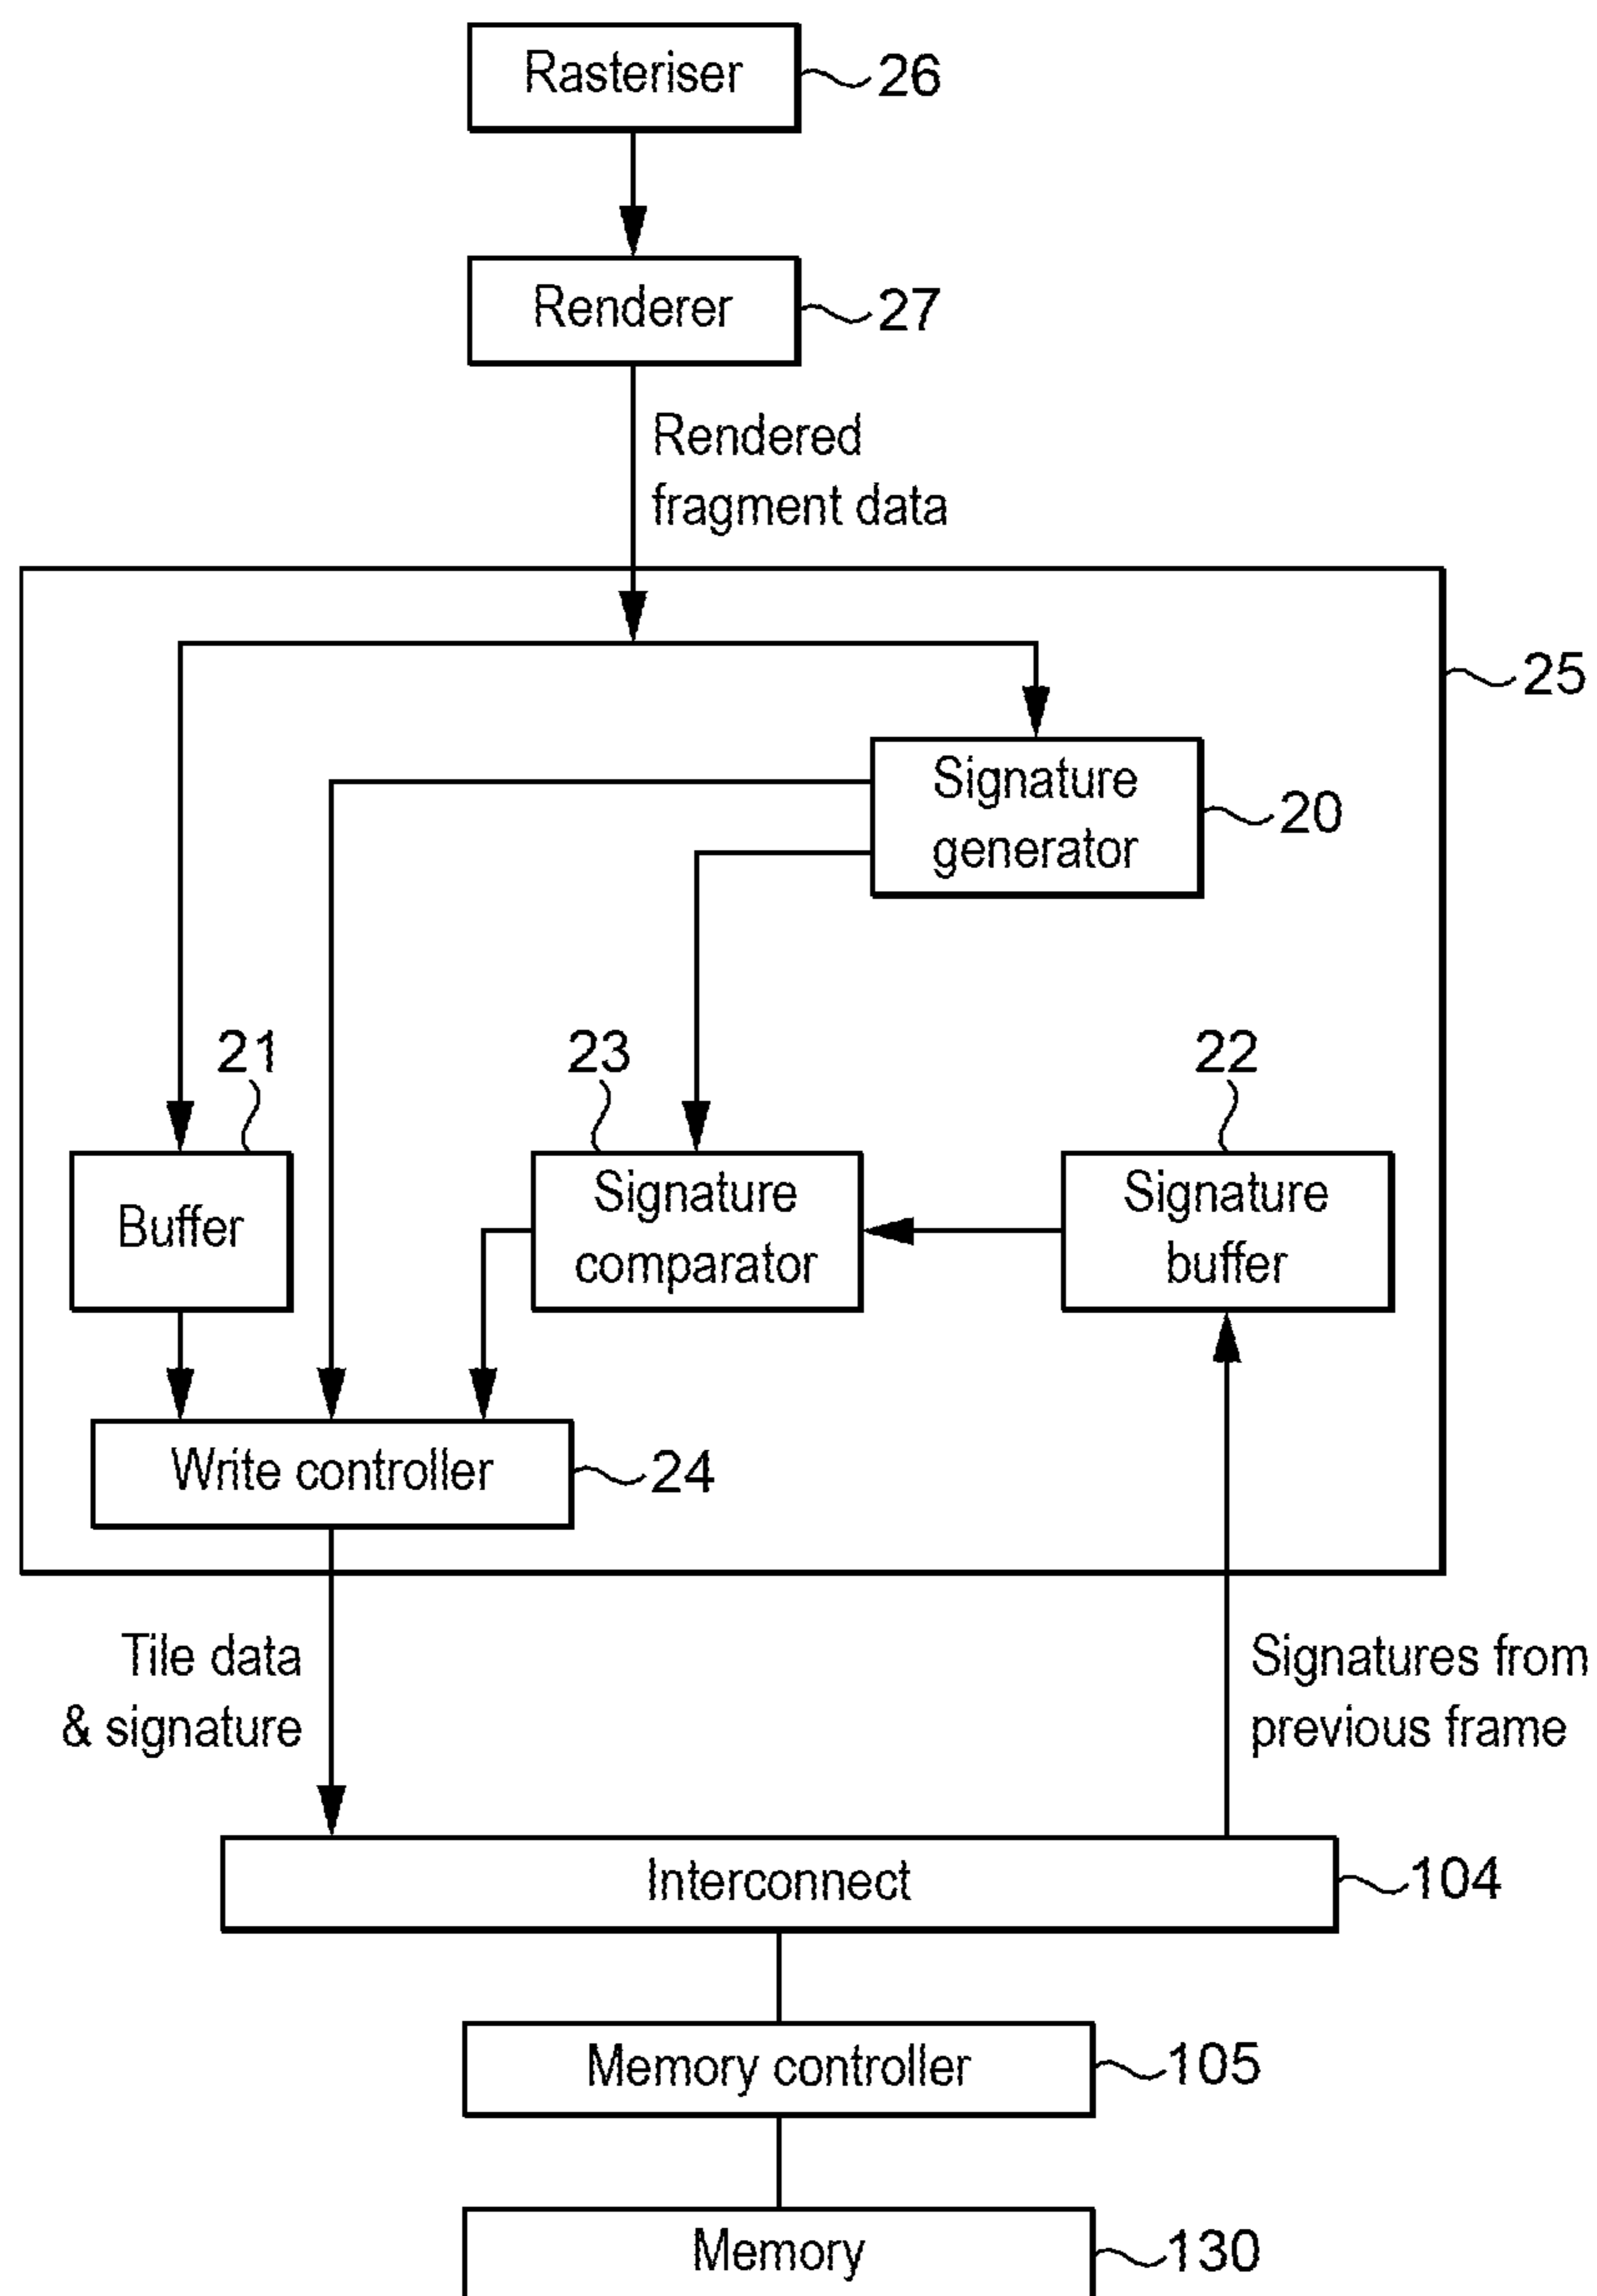 Rasteriser
26
Renderer
27
Rendered
fragment data
25
Signature
generator
20
21
23
22
Buffer
Signature
comparator
Signature
buffer
Write controller
24
Tile data
& signature
Signatures from
previous frame
Interconnect
104
Memory controller
105
Memory
130